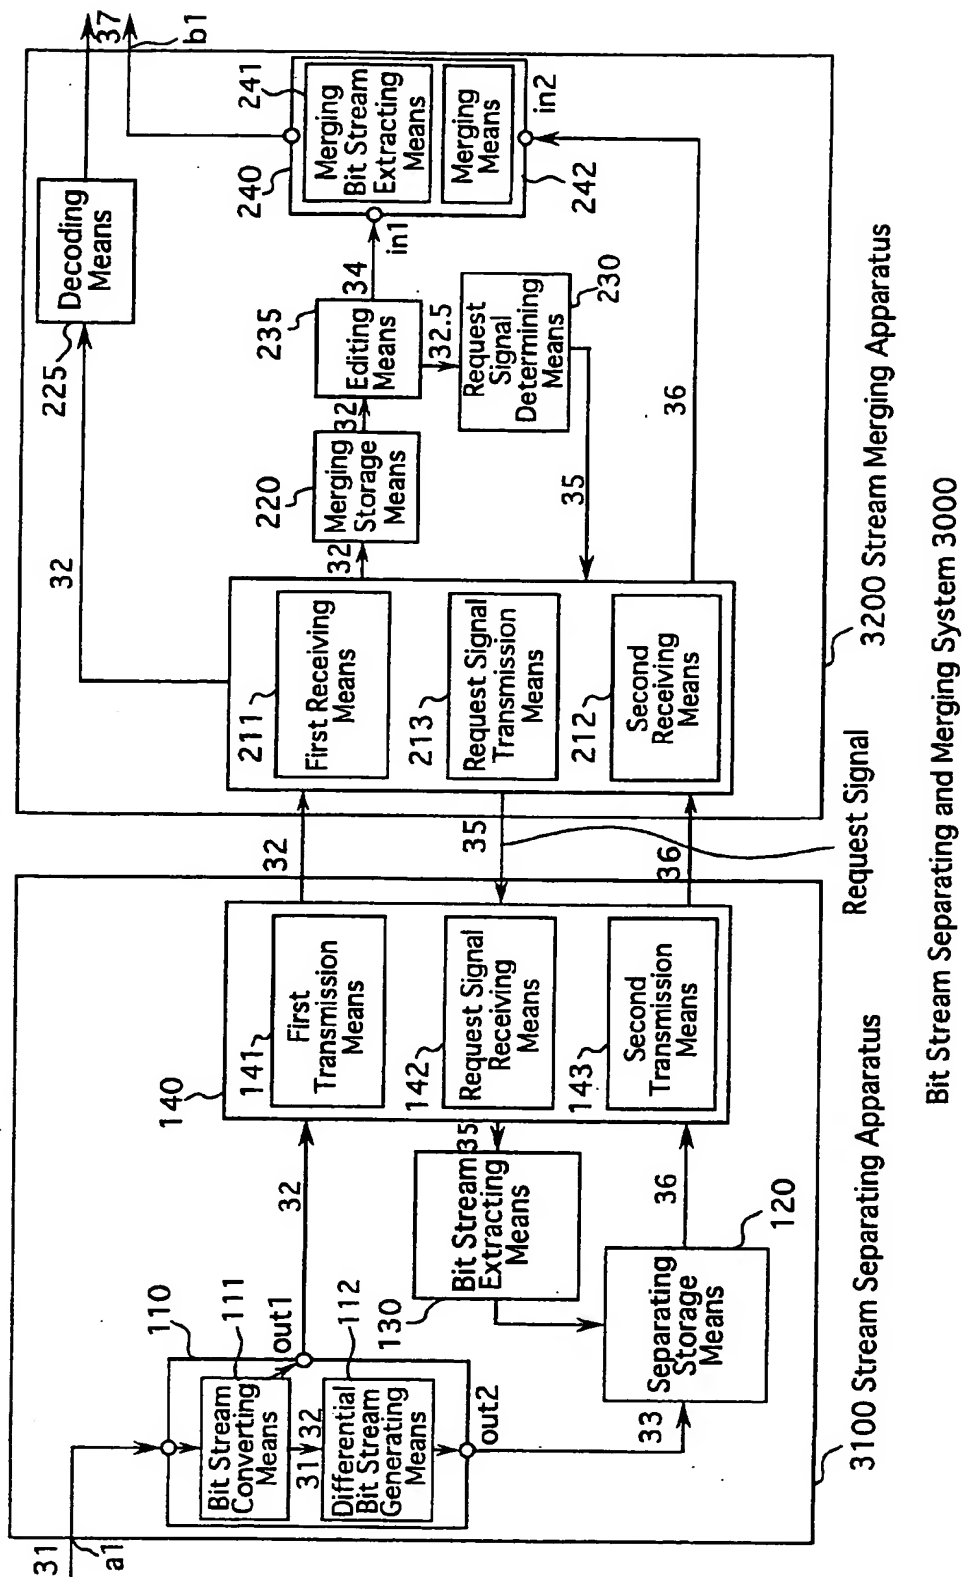 31
a1
110
111
Bit Stream
Converting
Means
31
32
112
Differential
Bit Stream
Generating
Means
out1
out2
32
33
130
Bit Stream
Extracting
Means
35
120
Separating
Storage
Means
36
140
141
First
Transmission
Means
142
Request Signal
Receiving
Means
143
Second
Transmission
Means
3100 Stream Separating Apparatus
32
35
36
Request Signal
211
First Receiving
Means
213
Request Signal
Transmission
Means
212
Second
Receiving
Means
32
225
Decoding
Means
32
220
Merging
Storage
Means
32
235
Editing
Means
32.5
34
230
Request
Signal
Determining
Means
35
36
in1
240
241
Merging
Bit Stream
Extracting
Means
242
Merging
Means
in2
37
b1
3200 Stream Merging Apparatus
Bit Stream Separating and Merging System 3000